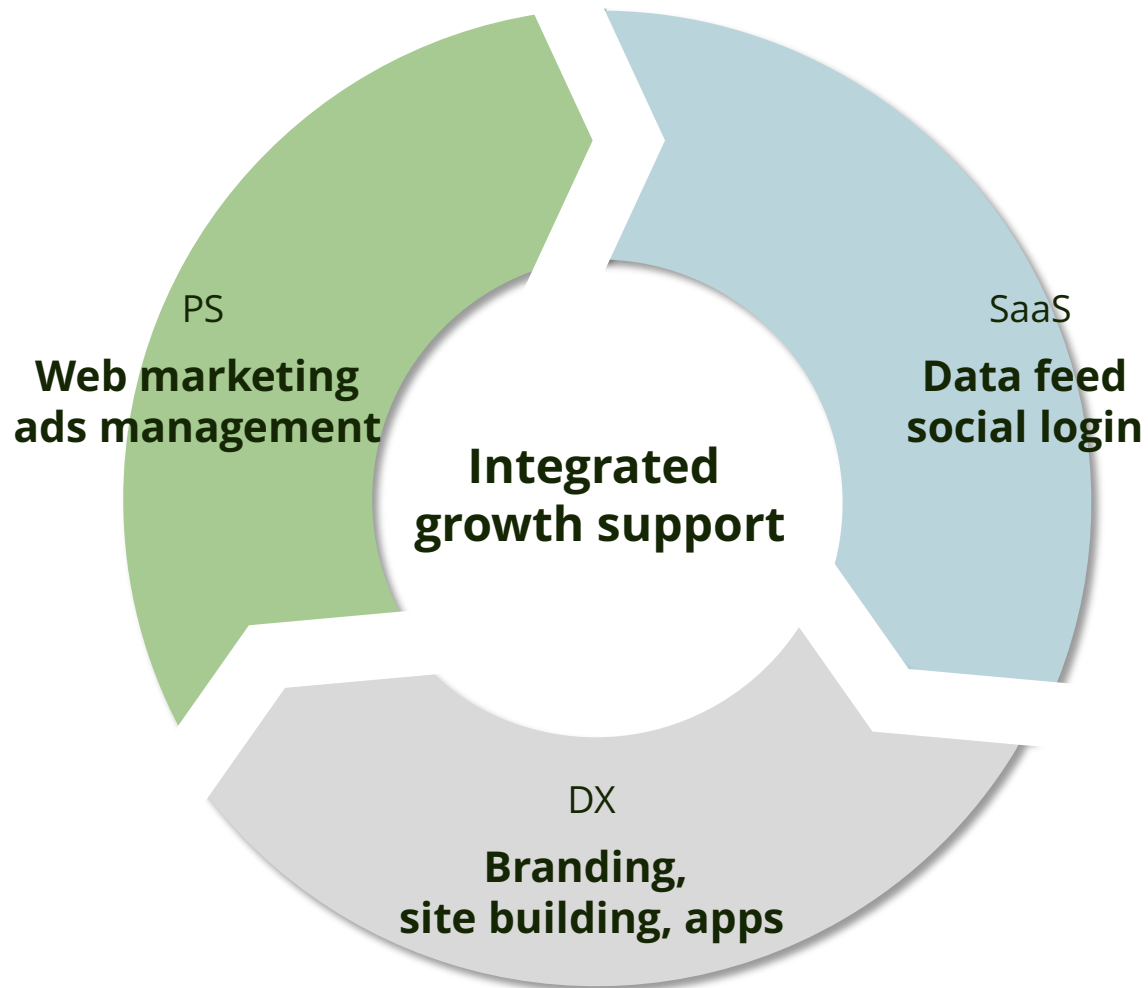 PS
Web marketing
ads management
SaaS
Data feed
social login
Integrated
growth support
DX
Branding,
site building, apps